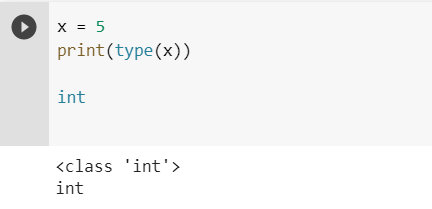 x = 5
print(type(x))
int
<class 'int'>
int